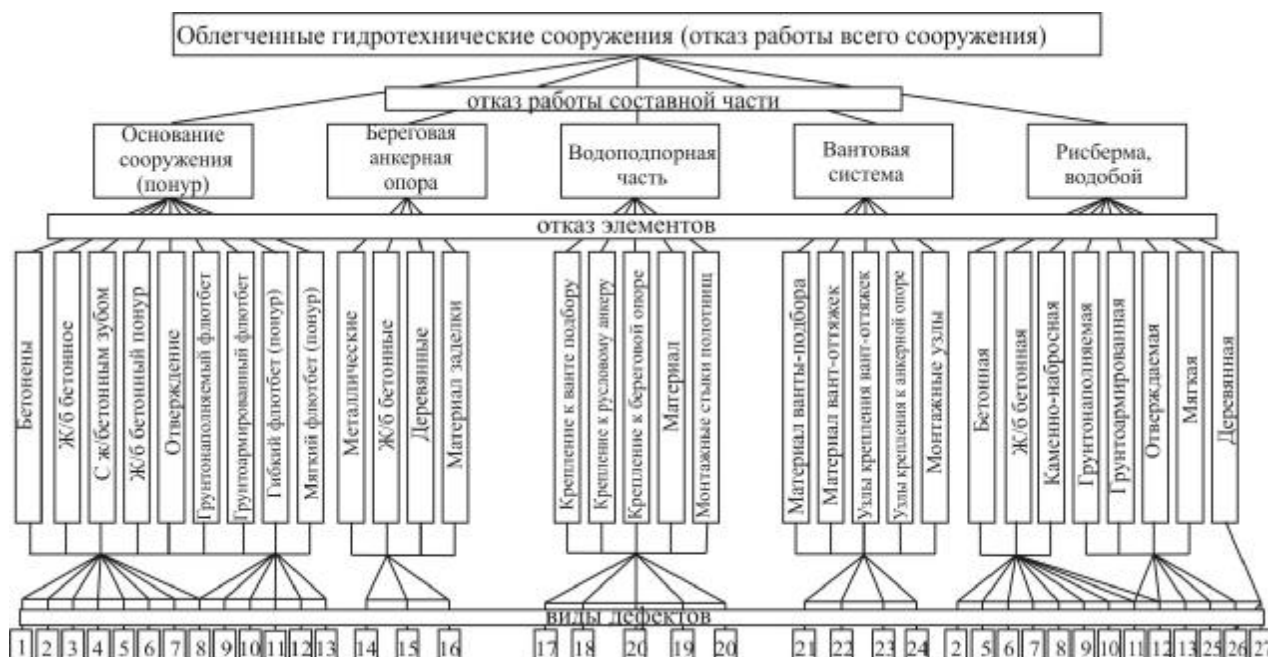 Облегченные гидротехнические сооружения (отказ работы всего сооружения)
отказ работы составной части
Основание
сооружения
(понур)
Береговая
анкерная
опора
Водоподпорная
часть
Вантовая
система
Рисберма,
водобой
отказ элементов
Бетонены
Ж/б бетонное
С ж/бетонным зубом
Ж/б бетонный понур
Отверждение
Грунтонаполняемый флютбет
Грунтоармированный флютбет
Гибкий флютбет (понур)
Мягкий флютбет (понур)
Металлические
Ж/б бетонные
Деревянные
Материал заделки
Крепление к ванте подбору
Крепление к русловому анкеру
Крепление к береговой опоре
Материал
Монтажные стыки полотнищ
Материал ванты-подбора
Материал вант-оттяжек
Узлы крепления вант-оттяжек
Узлы крепления к анкерной опоре
Монтажные узлы
Бетонная
Ж/б бетонная
Каменно-набросная
Грунтонаполняемая
Грунтоармированная
Отверждаемая
Мягкая
Деревянная
виды дефектов
1 2 3 4 5 6 7 8 9 10 11 12 13 14 15 16 17 18 20 19 20 21 22 23 24 2 5 6 7 8 9 10 11 12 13 25 26 27